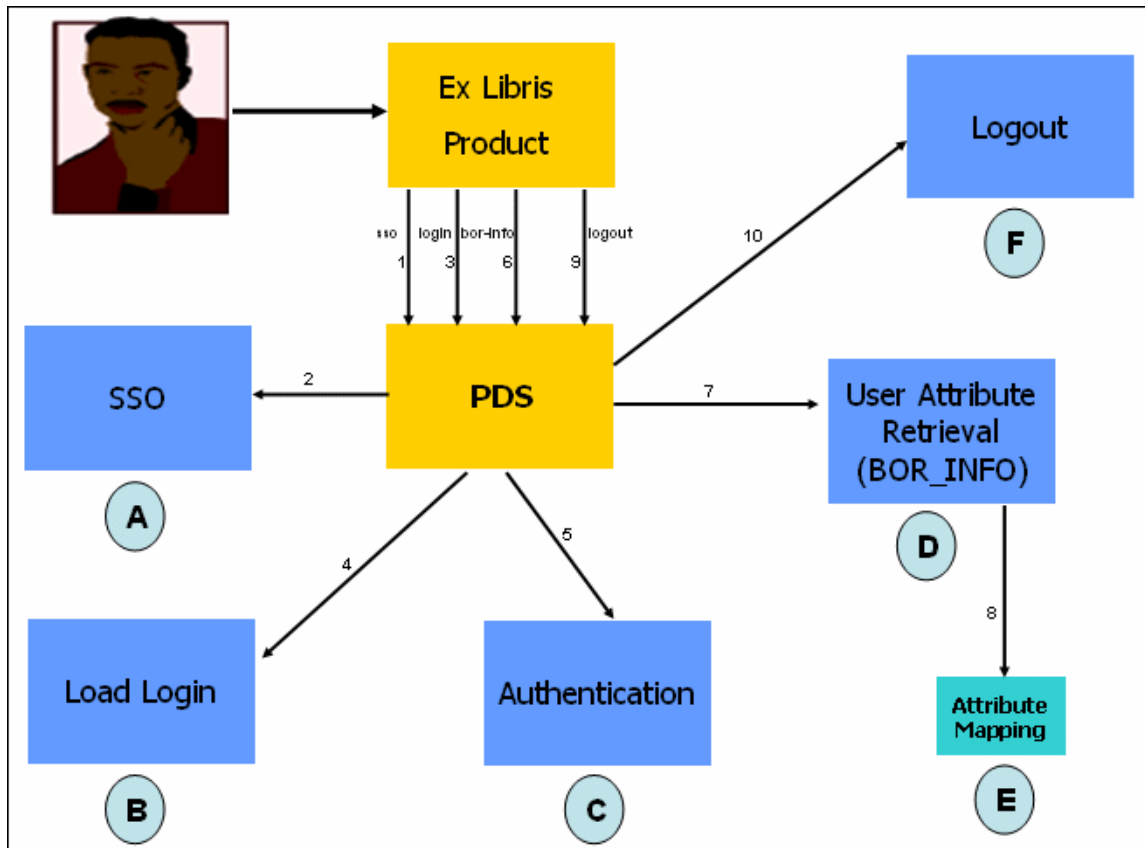 Ex Libris
Product
Logout
F
sso
login
bor-info
logout
1
3
6
9
10
SSO
A
2
PDS
7
User Attribute
Retrieval
(BOR_INFO)
D
4
5
8
Load Login
B
Authentication
C
Attribute
Mapping
E